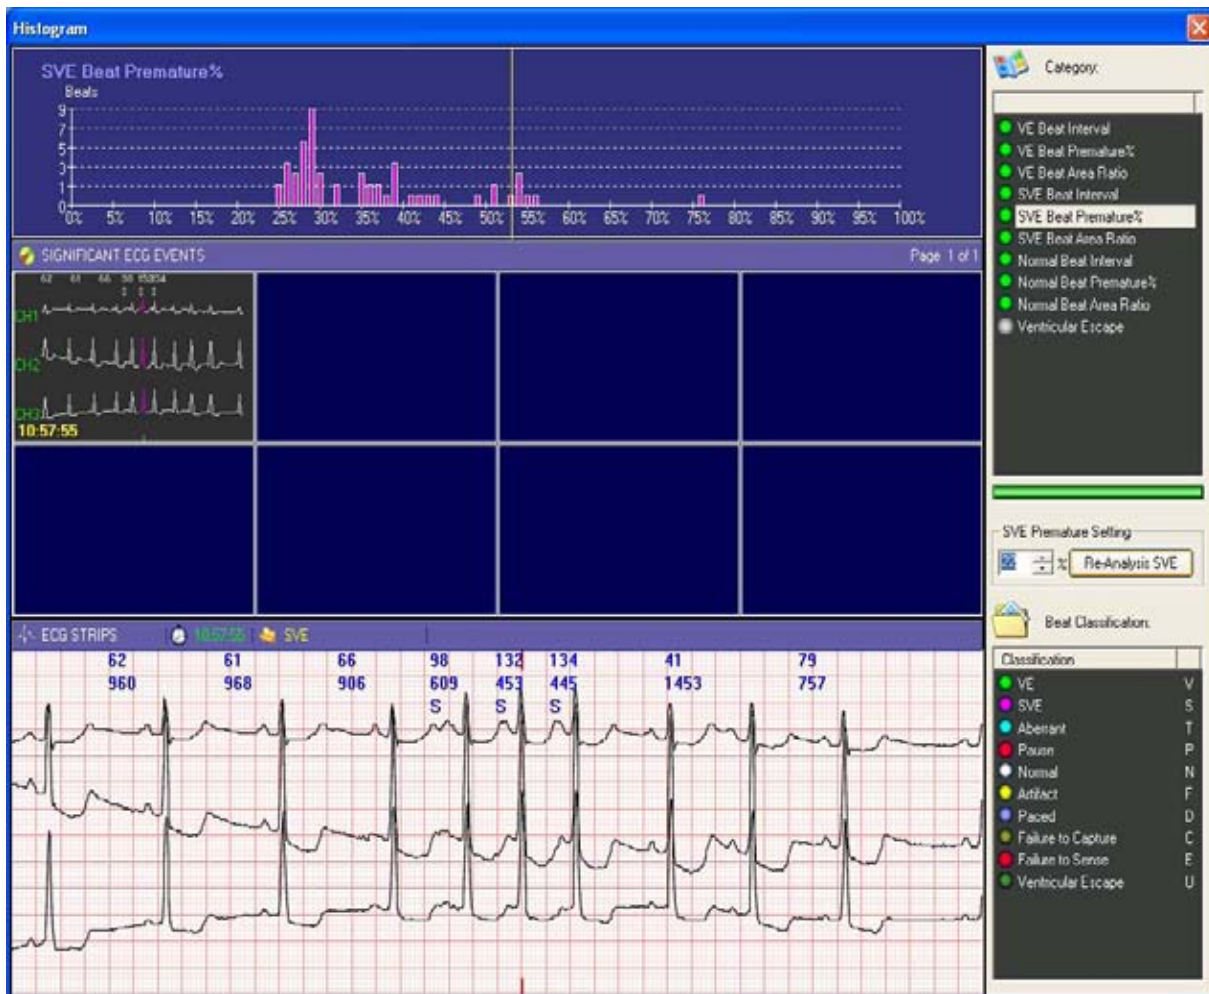 Histogram
SVE Beat Premature%
Beats
9
7
5
3
1
0
0% 5% 10% 15% 20% 25% 30% 35% 40% 45% 50% 55% 60% 65% 70% 75% 80% 85% 90% 95% 100%
SIGNIFICANT ECG EVENTS Page 1 of 1
62 61 66 98
CH1
CH2
CH3
10:57:55
ECG STRIPS 10:57:55 SVE
62 61 66 98 132 134 41 79
960 968 906 609 453 445 1453 757
S S S
Category:
VE Beat Interval
VE Beat Premature%
VE Beat Area Ratio
SVE Beat Interval
SVE Beat Premature%
SVE Beat Area Ratio
Normal Beat Interval
Normal Beat Premature%
Normal Beat Area Ratio
Ventricular Escape
SVE Premature Setting
% Re-Analysis SVE
Beat Classification:
Classification
VE V
SVE S
Aberrant T
Pause P
Normal N
Artifact F
Paced D
Failure to Capture C
Failure to Sense E
Ventricular Escape U